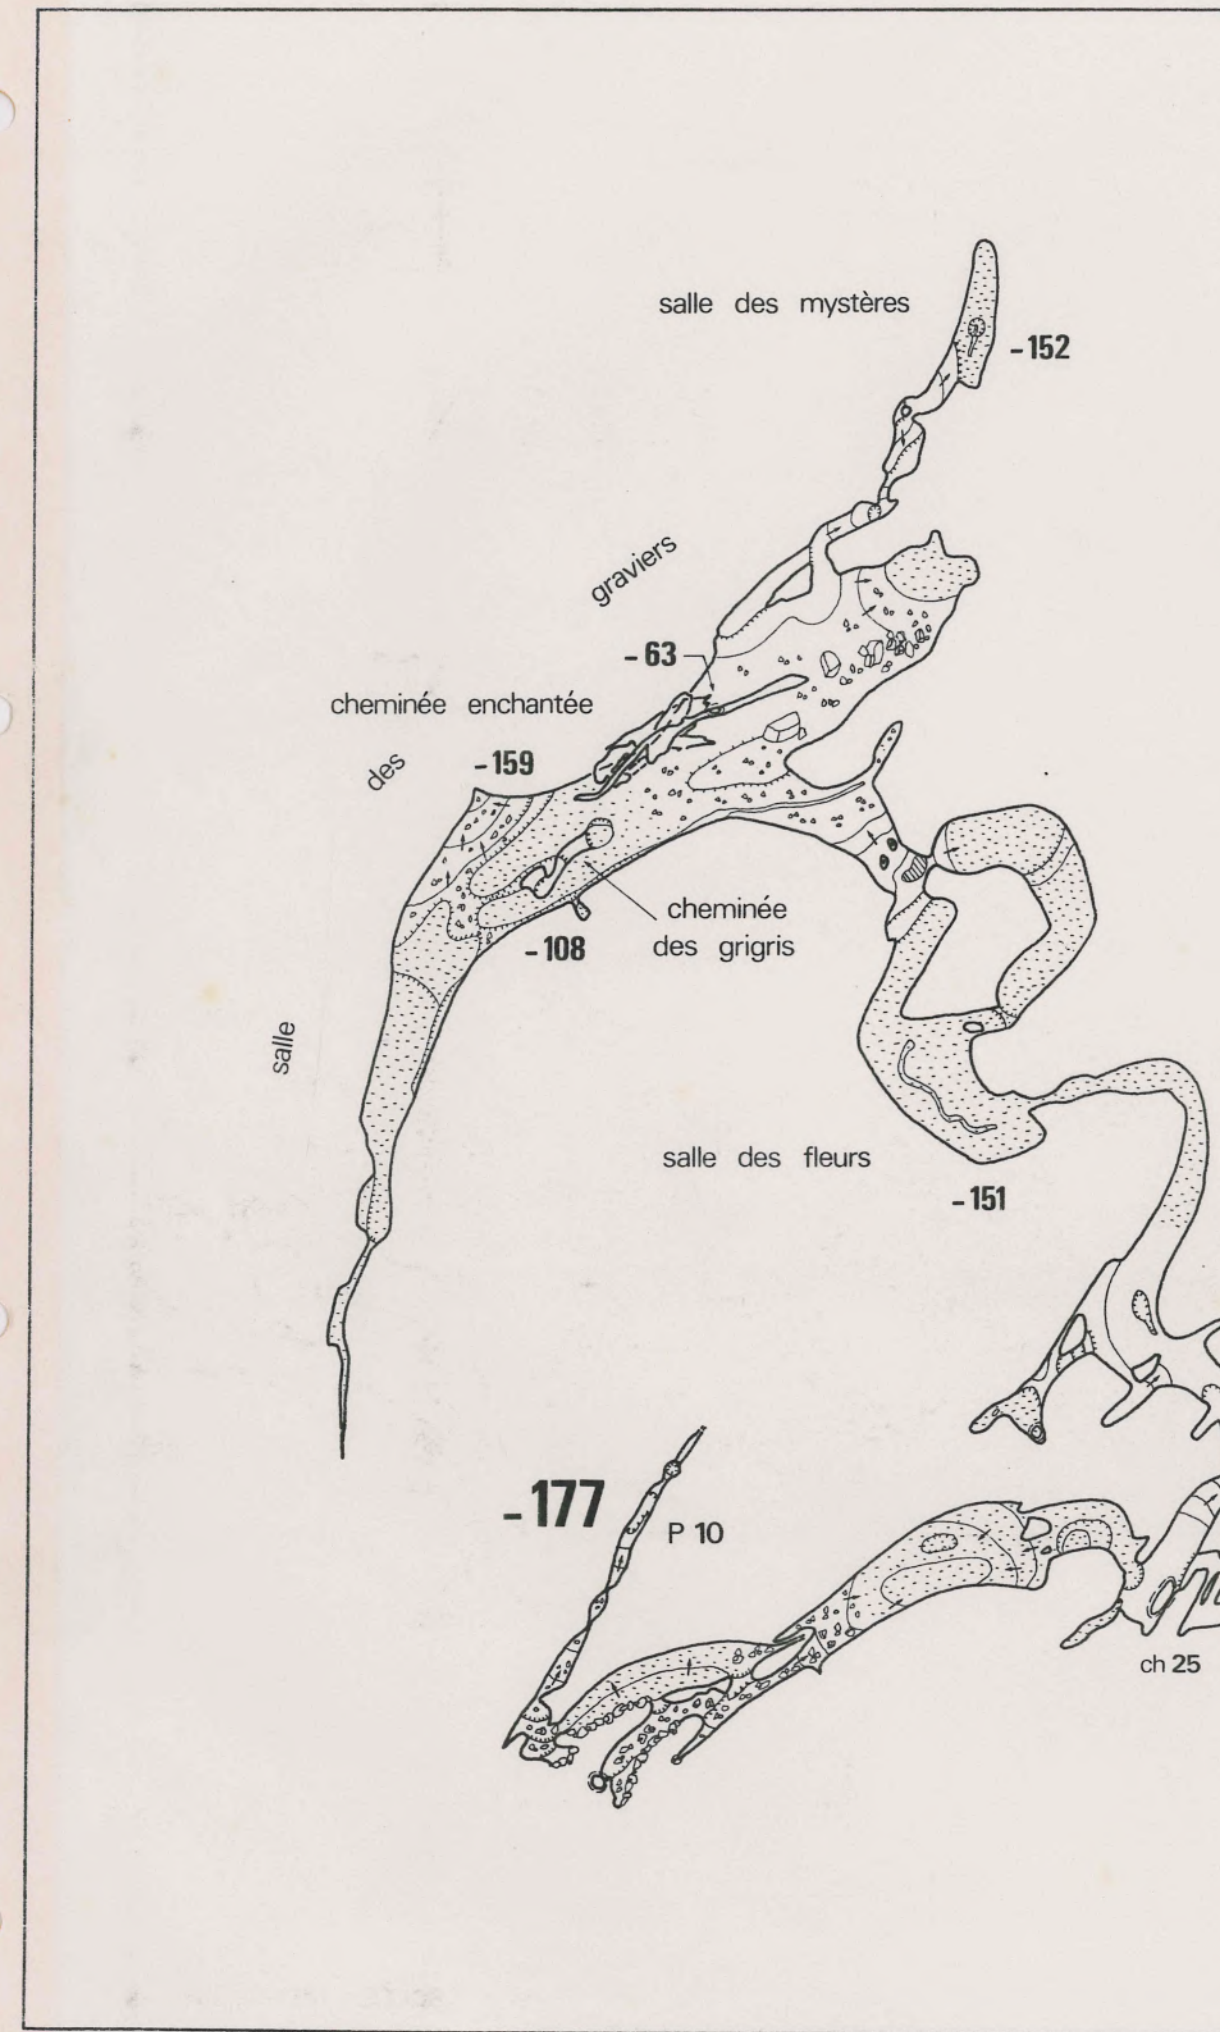 salle des mystères
- 152
graviers
- 63
cheminée enchantée
des
- 159
cheminée
des grigris
- 108
salle
salle des fleurs
- 151
- 177
P 10
ch 25